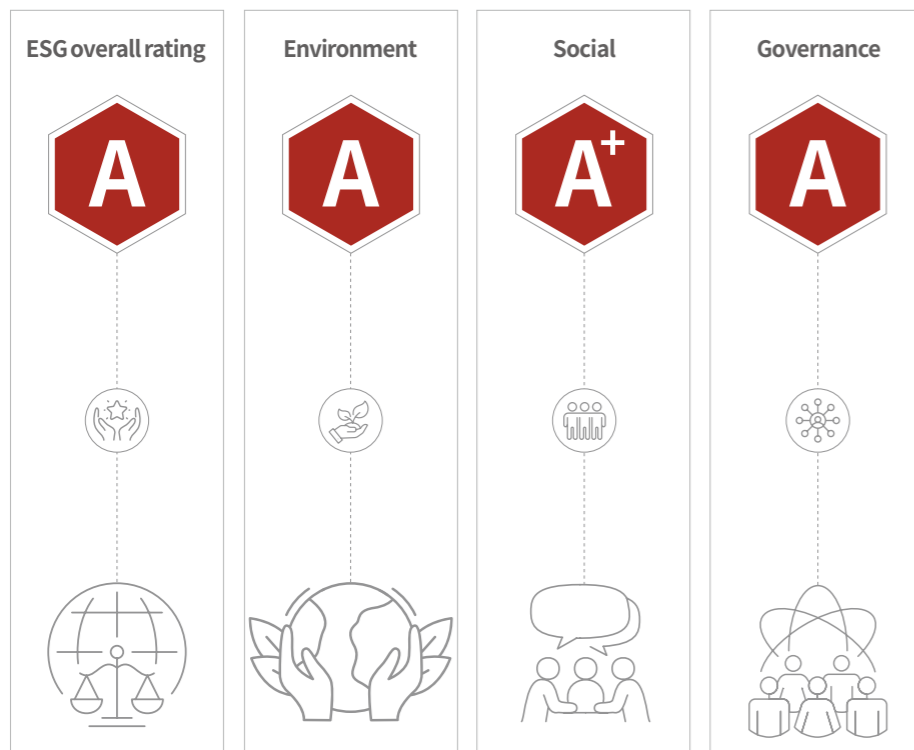 ESG overall rating
A
Environment
A
Social
A+
Governance
A